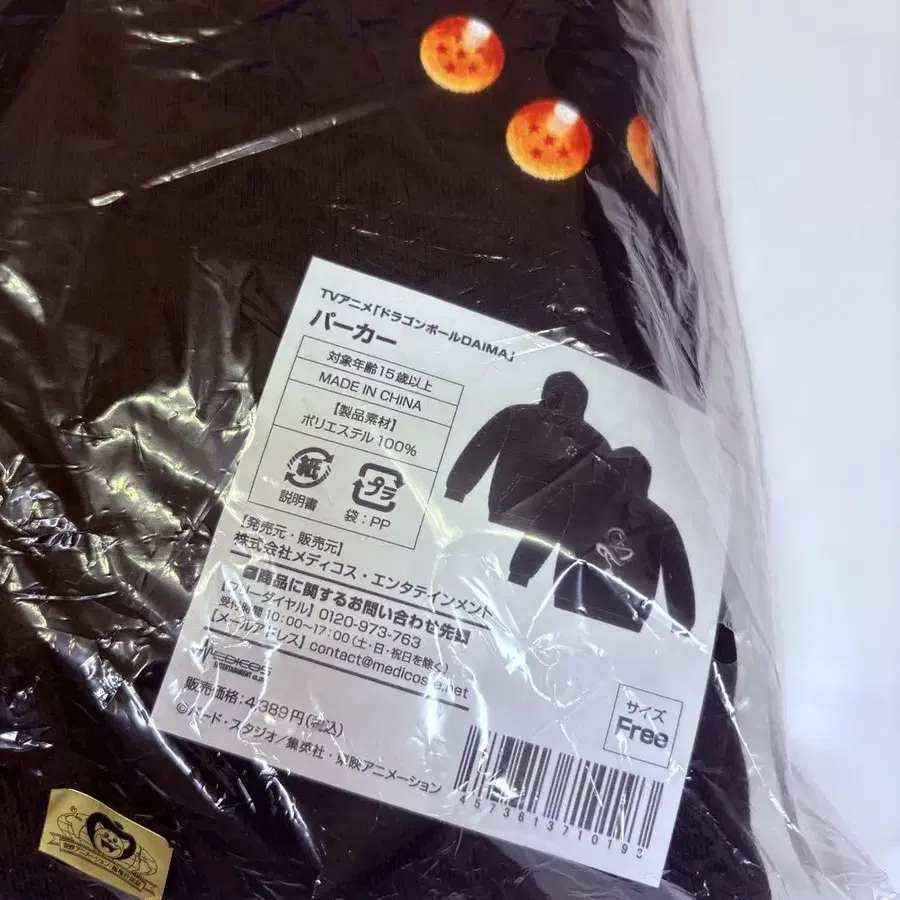 TVアニメ「ドラゴンボールDAIMA」
パーカー
対象年齢15歳以上
MADE IN CHINA
【製品素材】
ポリエステル100%
紙
説明書
プラ
袋:PP
【発売元・販売元】
株式会社メディコス・エンタテインメント
商品に関するお問い合わせ先
【フリーダイヤル】0120-973-763
受付時間 10:00~17:00(土・日・祝日を除く)
【メールアドレス】contact@medicos-e.net
MEDICOS
ENTERTAINMENT
販売価格:4,389円(税込)
©バード・スタジオ/集英社・東映アニメーション
サイズ
Free
4573613710193